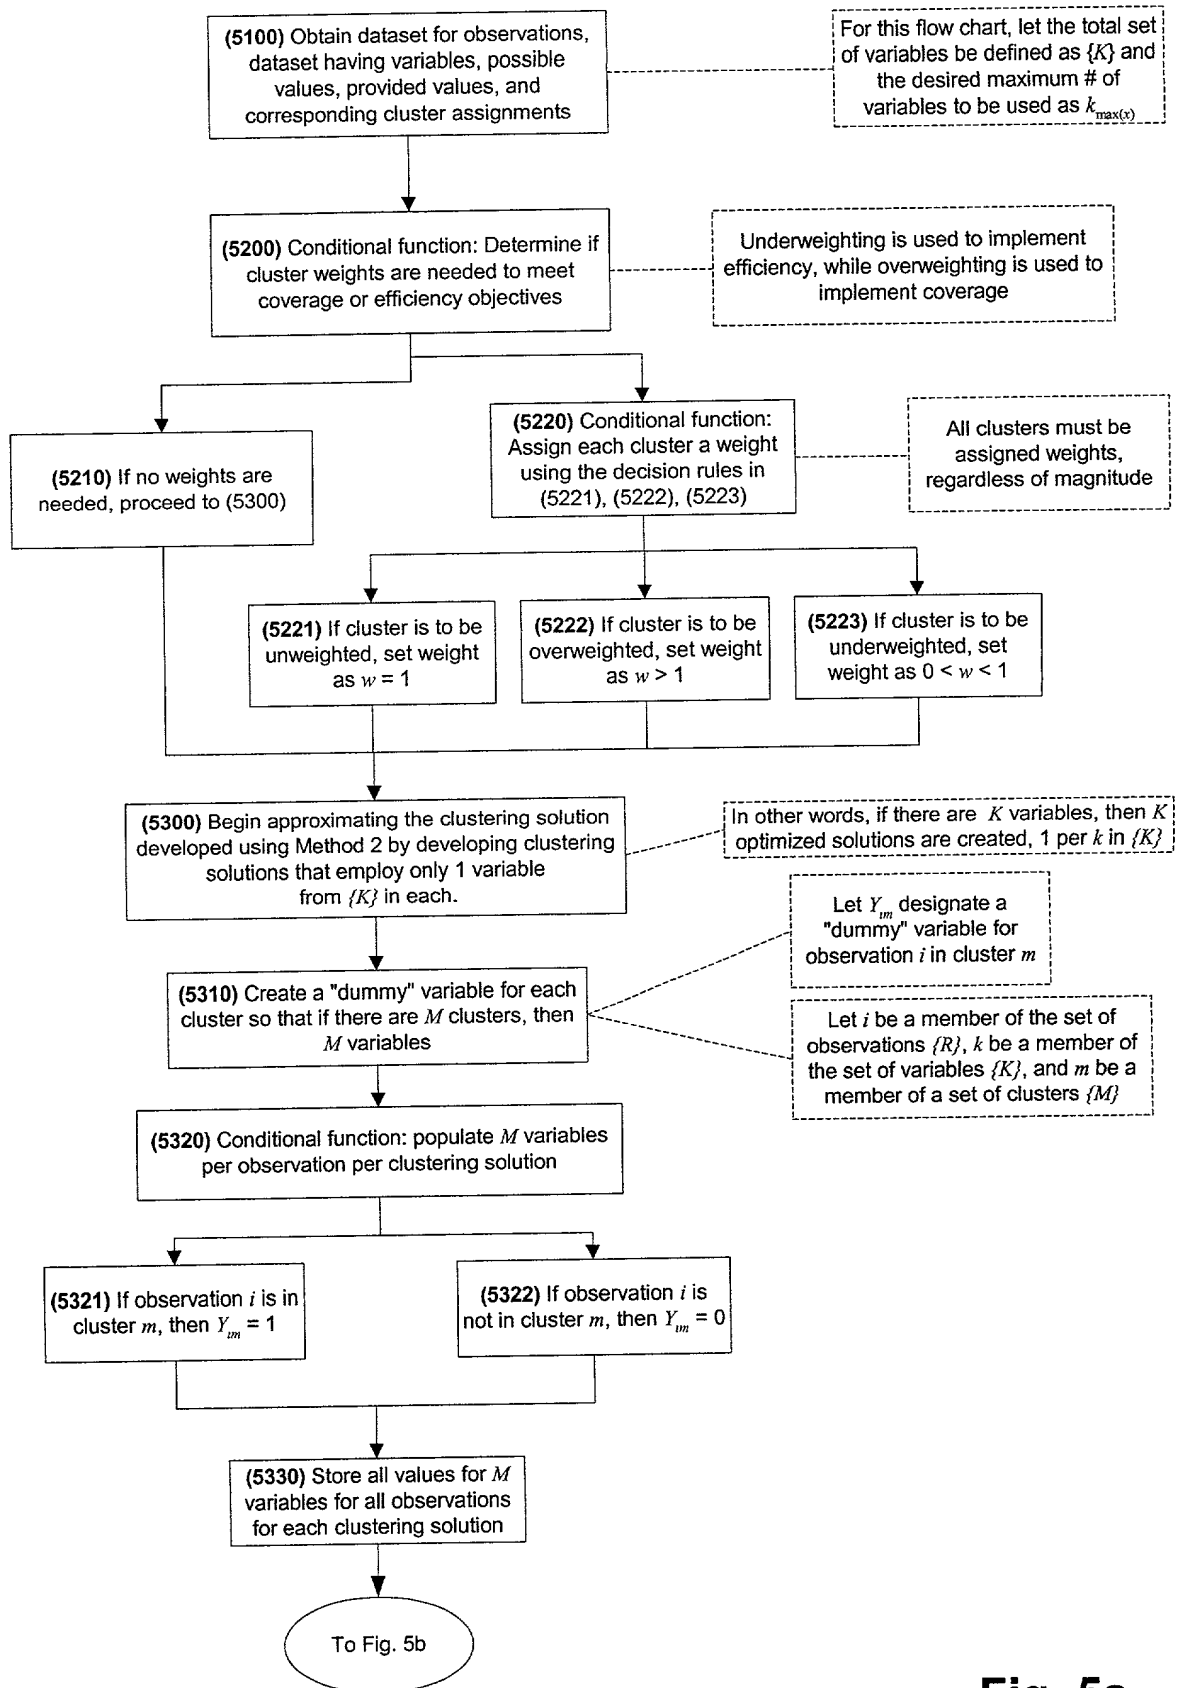 (5100) Obtain dataset for observations,
dataset having variables, possible
values, provided values, and
corresponding cluster assignments
For this flow chart, let the total set
of variables be defined as {K} and
the desired maximum # of
variables to be used as kmax(x)
(5200) Conditional function: Determine if
cluster weights are needed to meet
coverage or efficiency objectives
Underweighting is used to implement
efficiency, while overweighting is used to
implement coverage
(5210) If no weights are
needed, proceed to (5300)
(5220) Conditional function:
Assign each cluster a weight
using the decision rules in
(5221), (5222), (5223)
All clusters must be
assigned weights,
regardless of magnitude
(5221) If cluster is to be
unweighted, set weight
as w = 1
(5222) If cluster is to be
overweighted, set weight
as w > 1
(5223) If cluster is to be
underweighted, set
weight as 0 < w < 1
(5300) Begin approximating the clustering solution
developed using Method 2 by developing clustering
solutions that employ only 1 variable
from {K} in each.
In other words, if there are K variables, then K
optimized solutions are created, 1 per k in {K}
Let Yim designate a
"dummy" variable for
observation i in cluster m
(5310) Create a "dummy" variable for each
cluster so that if there are M clusters, then
M variables
Let i be a member of the set of
observations {R}, k be a member of
the set of variables {K}, and m be a
member of a set of clusters {M}
(5320) Conditional function: populate M variables
per observation per clustering solution
(5321) If observation i is in
cluster m, then Yim = 1
(5322) If observation i is
not in cluster m, then Yim = 0
(5330) Store all values for M
variables for all observations
for each clustering solution
To Fig. 5b
Fig. 5a